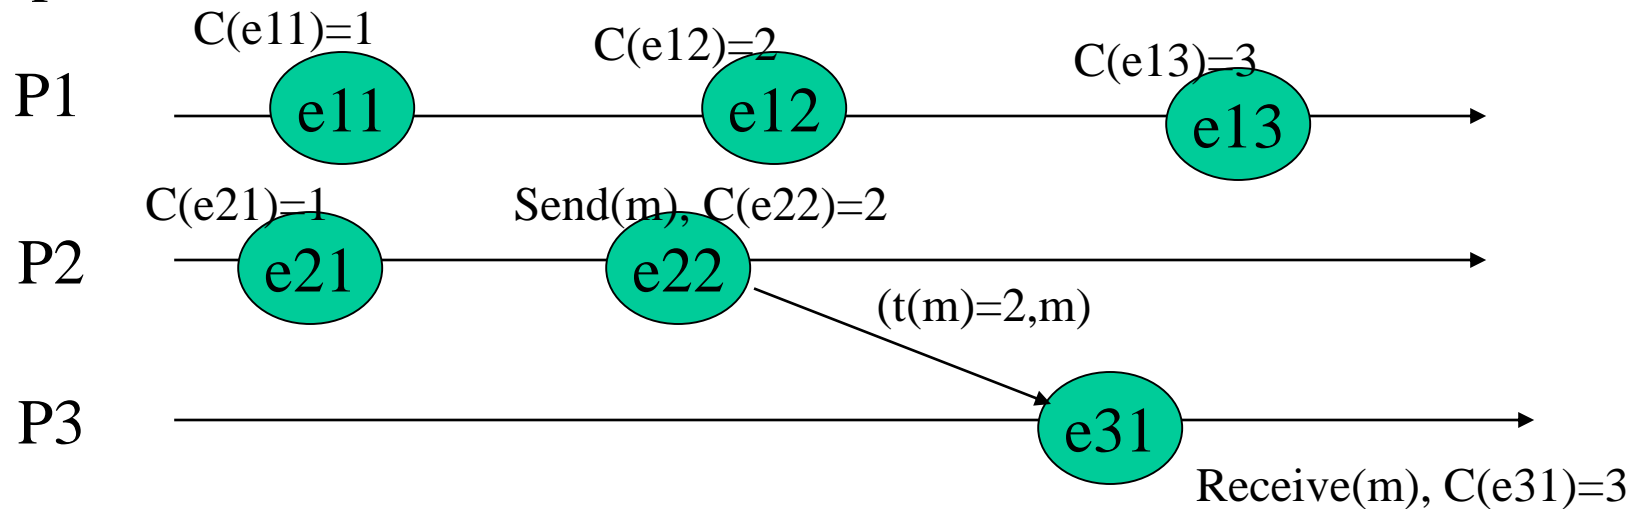 C(e11)=1
C(e12)=2
C(e13)=3
P1
e11
e12
e13
C(e21)=1
Send(m), C(e22)=2
P2
e21
e22
(t(m)=2,m)
P3
e31
Receive(m), C(e31)=3